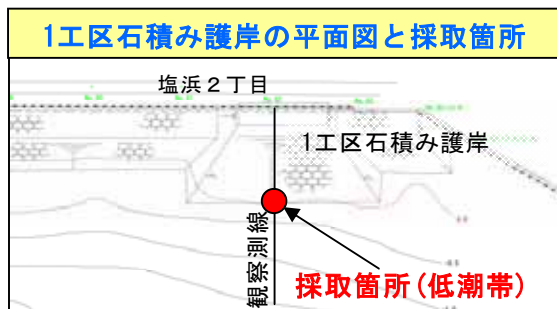 1工区石積み護岸の平面図と採取箇所
塩浜2丁目
1工区石積み護岸
観察測線
採取箇所(低潮帯)